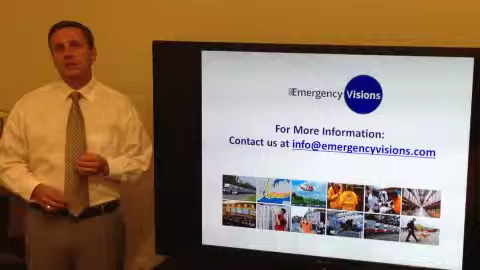 Emergency Visions
For More Information:
Contact us at info@emergencyvisions.com